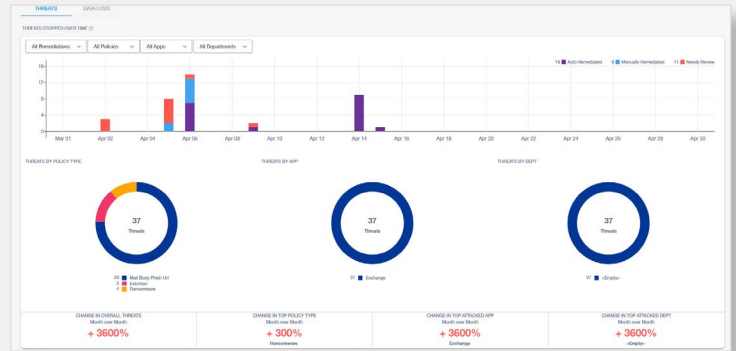 THREATS DATA LOSS
THREATS STOPPED OVER TIME
All Remediations All Policies All Apps All Departments
18 Auto Remediated 8 Manually Remediated 11 Needs Review
16
12
8
4
0
Mar 31 Apr 02 Apr 04 Apr 06 Apr 08 Apr 10 Apr 12 Apr 14 Apr 16 Apr 18 Apr 20 Apr 22 Apr 24 Apr 26 Apr 28 Apr 30
THREATS BY POLICY TYPE THREATS BY APP THREATS BY DEPT
37 37 37
Threats Threats Threats
Mail Body Phish Url 37 Exchange 37 <Empty>
5 Extortion
4 Ransomware
CHANGE IN OVERALL THREATS CHANGE IN TOP POLICY TYPE CHANGE IN TOP ATTACKED APP CHANGE IN TOP ATTACKED DEPT
Month over Month Month over Month Month over Month Month over Month
+ 3600% + 300% + 3600% + 3600%
Ransomware Exchange <Empty>